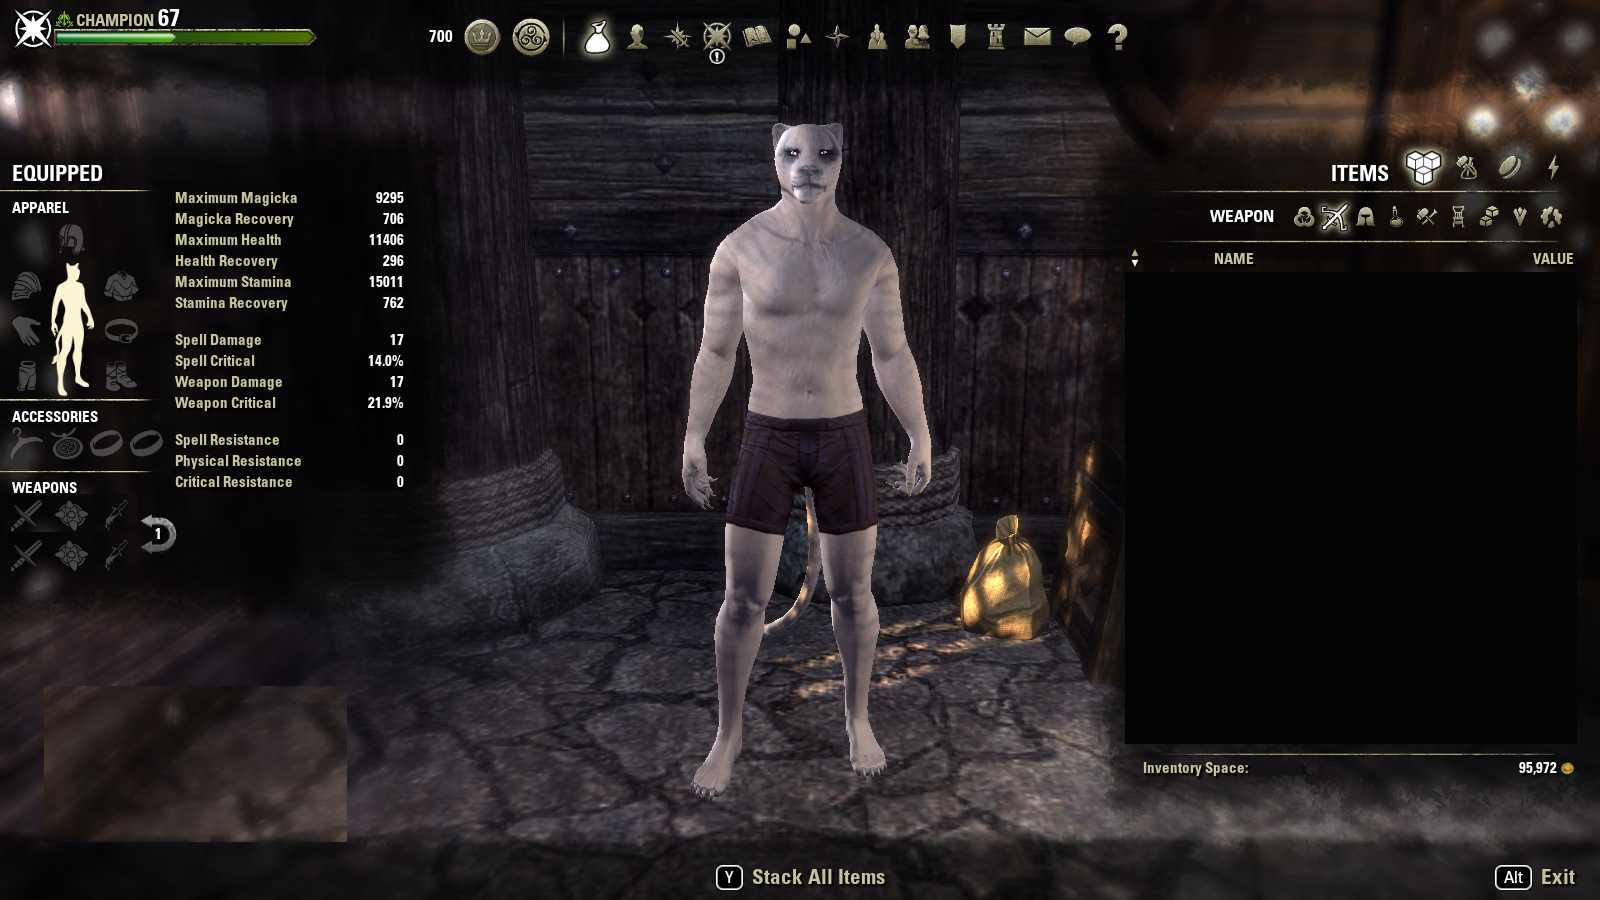 CHAMPION 67
700
EQUIPPED
APPAREL
Maximum Magicka 9295
Magicka Recovery 706
Maximum Health 11406
Health Recovery 296
Maximum Stamina 15011
Stamina Recovery 762
Spell Damage 17
Spell Critical 14.0%
Weapon Damage 17
Weapon Critical 21.9%
Spell Resistance 0
Physical Resistance 0
Critical Resistance 0
ACCESSORIES
WEAPONS
1
ITEMS
WEAPON
NAME VALUE
Inventory Space: 95,972
Y Stack All Items
Alt Exit